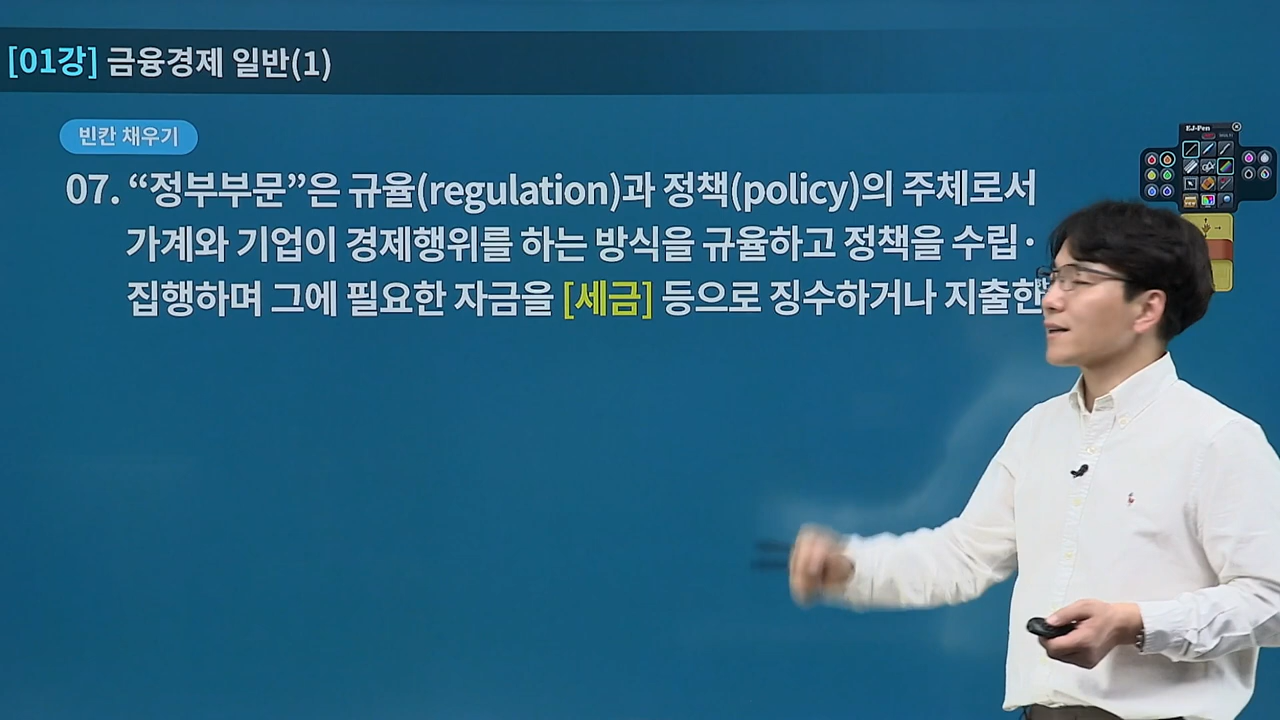 [01강] 금융경제 일반(1)
빈칸 채우기
07. “정부부문”은 규율(regulation)과 정책(policy)의 주체로서
가계와 기업이 경제행위를 하는 방식을 규율하고 정책을 수립·
집행하며 그에 필요한 자금을 [세금] 등으로 징수하거나 지출한
EJ-Pen